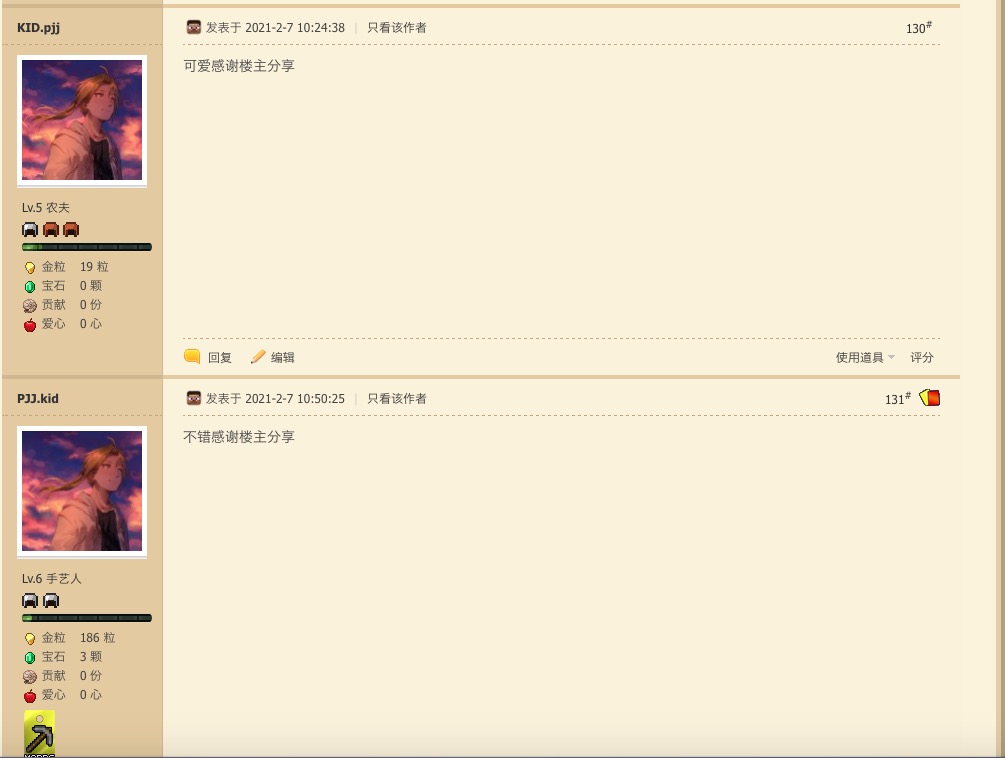 KID.pjj
发表于 2021-2-7 10:24:38 | 只看该作者 130#
可爱感谢楼主分享
Lv.5 农夫
金粒 19 粒
宝石 0 颗
贡献 0 份
爱心 0 心
回复 编辑 使用道具 评分
PJJ.kid
发表于 2021-2-7 10:50:25 | 只看该作者 131#
不错感谢楼主分享
Lv.6 手艺人
金粒 186 粒
宝石 3 颗
贡献 0 份
爱心 0 心